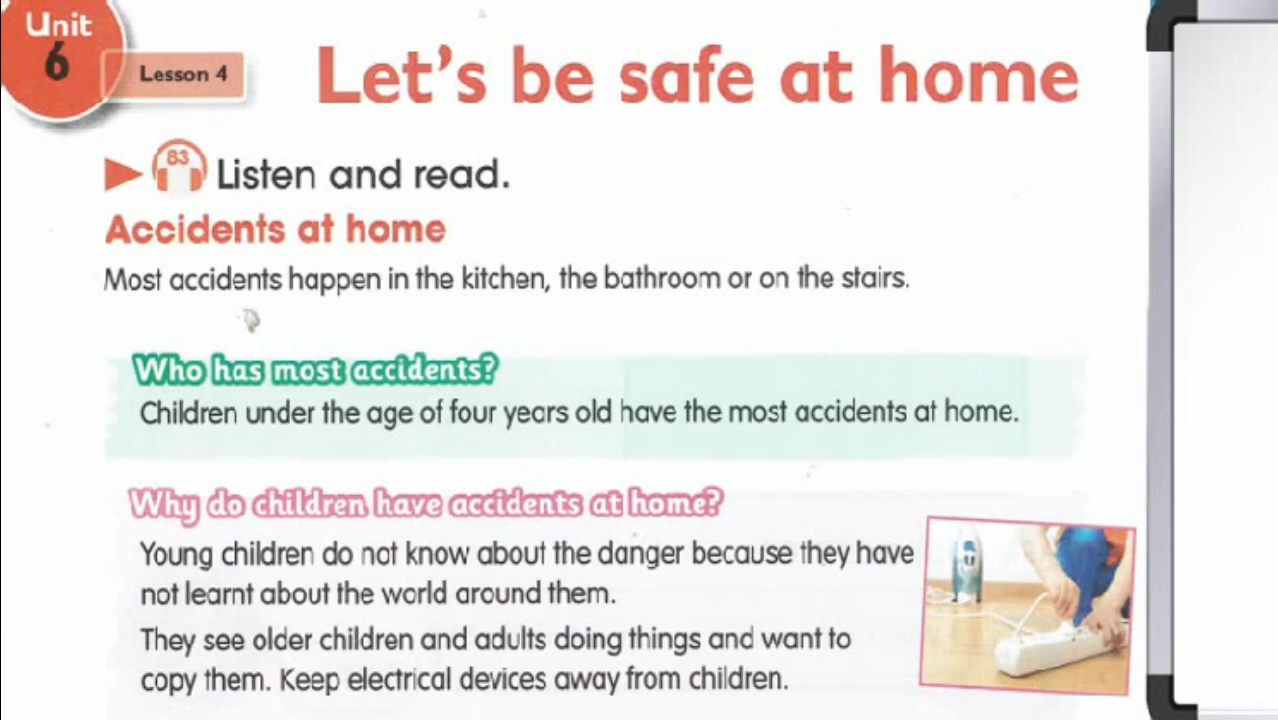 Unit
6
Lesson 4
Let's be safe at home
83 Listen and read.
Accidents at home
Most accidents happen in the kitchen, the bathroom or on the stairs.
Who has most accidents?
Children under the age of four years old have the most accidents at home.
Why do children have accidents at home?
Young children do not know about the danger because they have
not learnt about the world around them.
They see older children and adults doing things and want to
copy them. Keep electrical devices away from children.